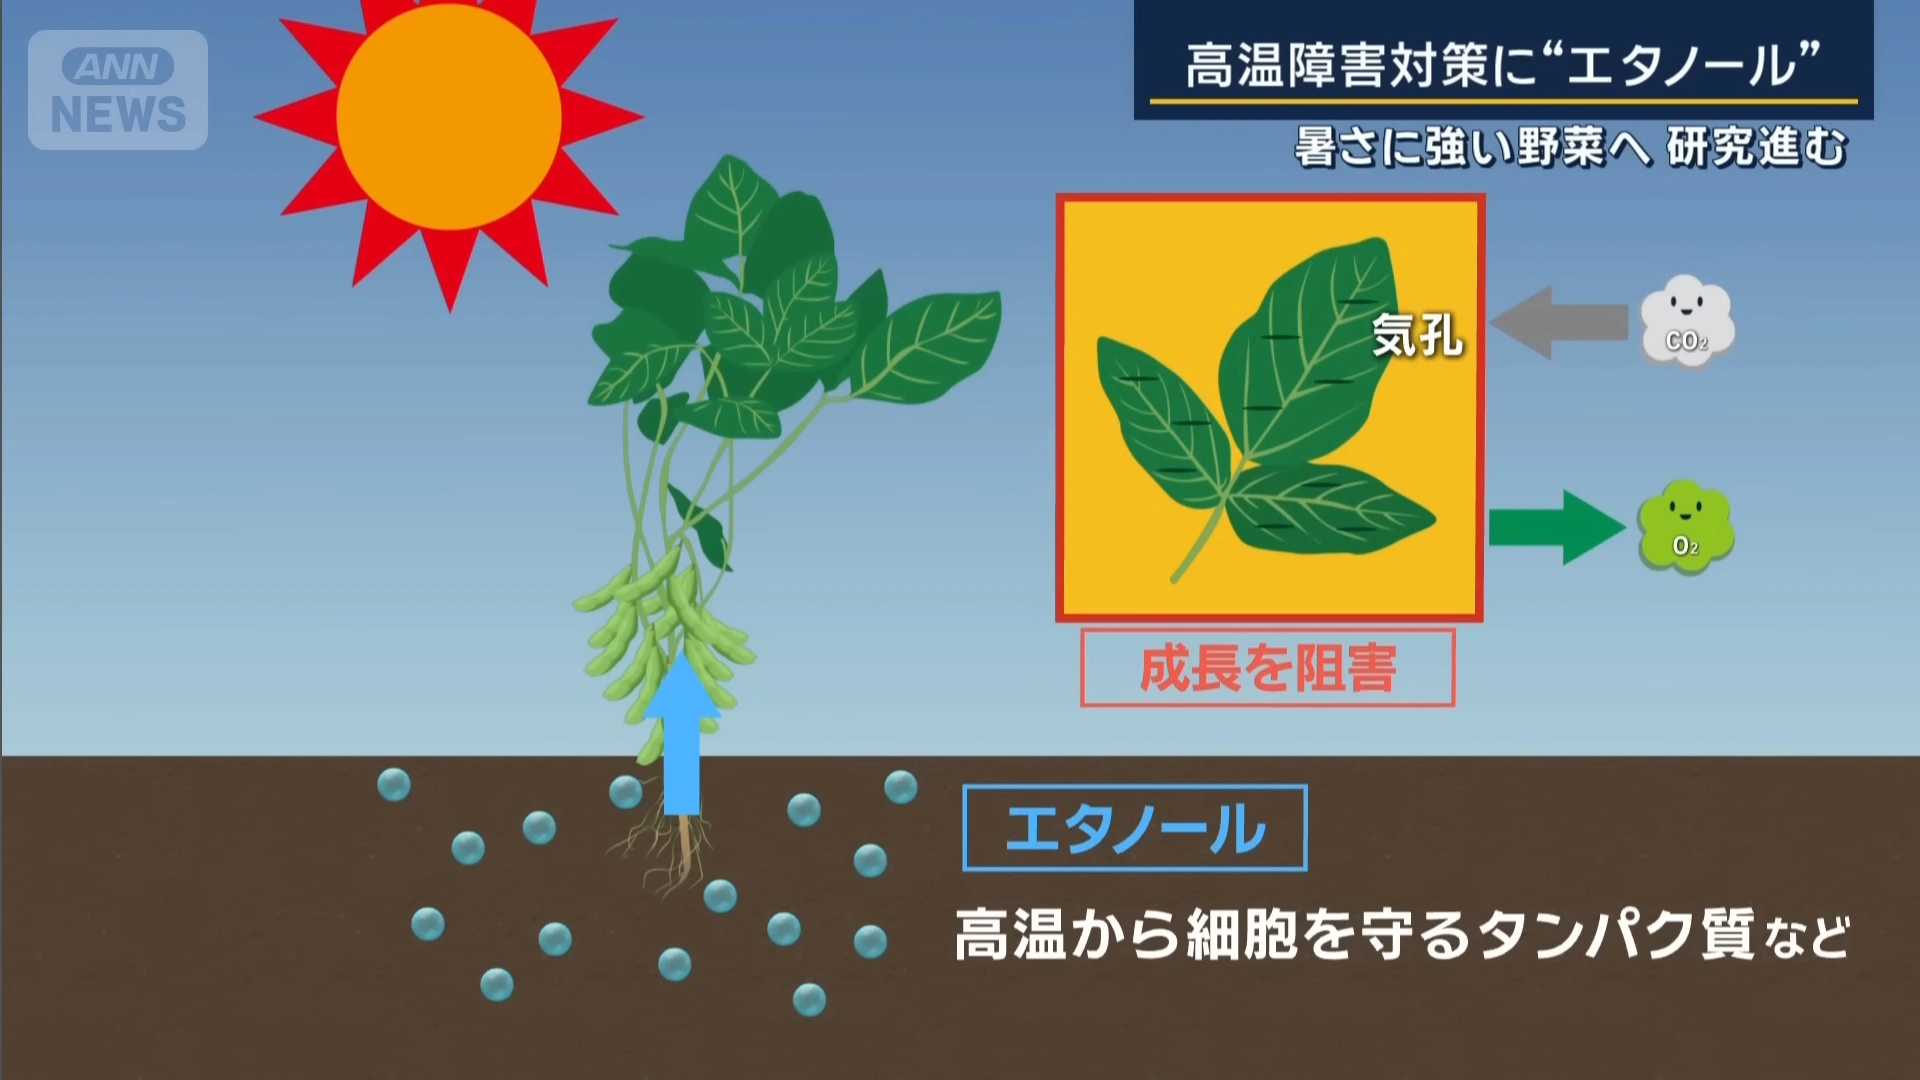 ANN
NEWS
高温障害対策に“エタノール”
暑さに強い野菜へ 研究進む
気孔
CO₂
O₂
成長を阻害
エタノール
高温から細胞を守るタンパク質など